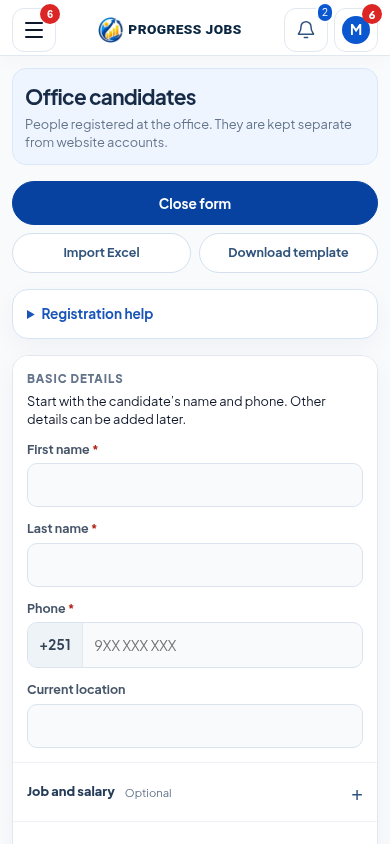 6
PROGRESS JOBS
2
M
6
Office candidates
People registered at the office. They are kept separate
from website accounts.
Close form
Import Excel
Download template
Registration help
BASIC DETAILS
Start with the candidate's name and phone. Other
details can be added later.
First name *
Last name *
Phone *
+251 9XX XXX XXX
Current location
Job and salary Optional +